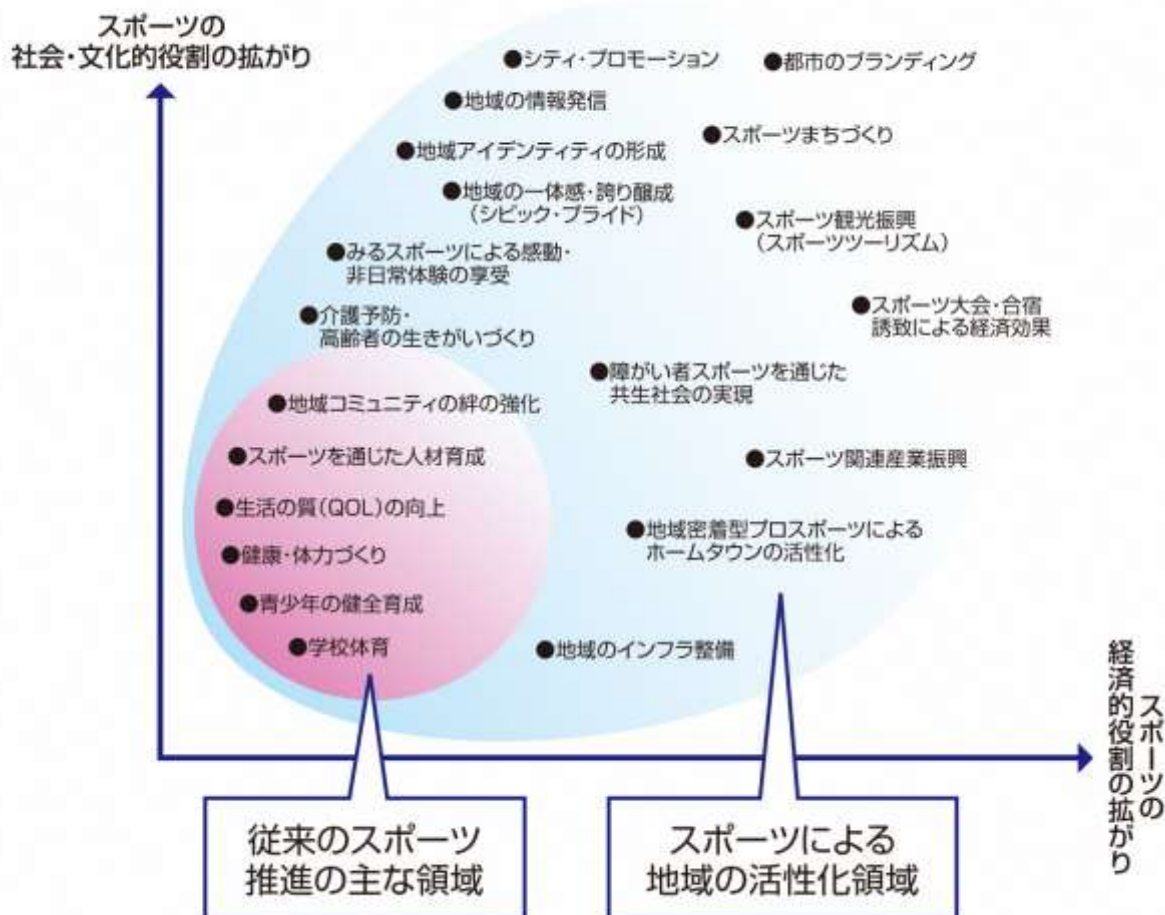 スポーツの
社会・文化的役割の拡がり
●シティ・プロモーション
●都市のブランディング
●地域の情報発信
●スポーツまちづくり
●地域アイデンティティの形成
●地域の一体感・誇り醸成
(シビック・プライド)
●スポーツ観光振興
(スポーツツーリズム)
●みるスポーツによる感動・
非日常体験の享受
●スポーツ大会・合宿
誘致による経済効果
●介護予防・
高齢者の生きがいづくり
●障がい者スポーツを通じた
共生社会の実現
●地域コミュニティの絆の強化
●スポーツを通じた人材育成
●スポーツ関連産業振興
●生活の質(QOL)の向上
●地域密着型プロスポーツによる
ホームタウンの活性化
●健康・体力づくり
●青少年の健全育成
●学校体育
●地域のインフラ整備
スポーツの
経済的役割の拡がり
従来のスポーツ
推進の主な領域
スポーツによる
地域の活性化領域